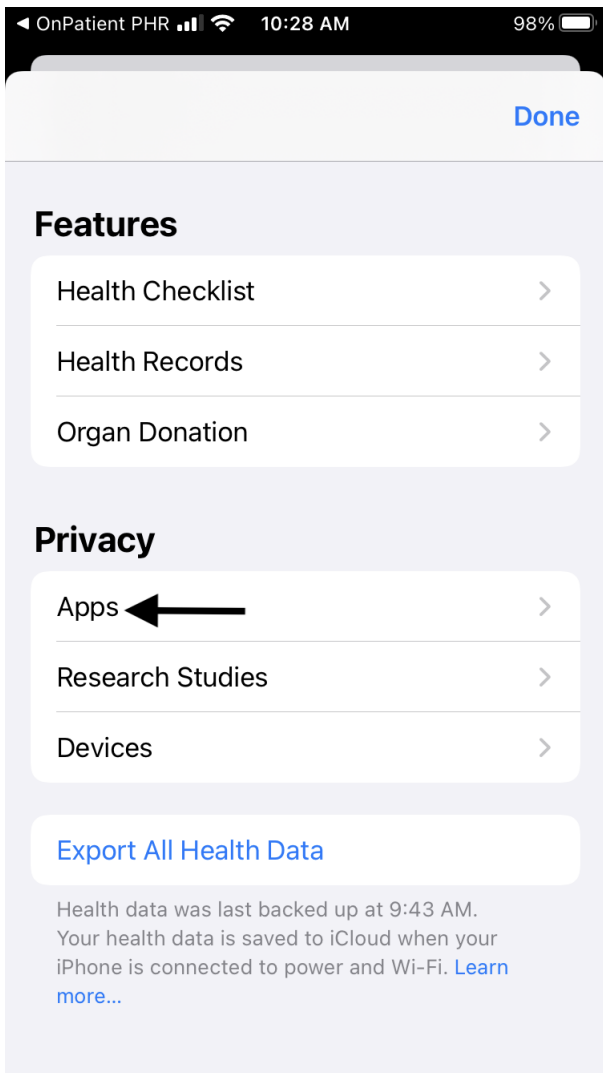 OnPatient PHR 10:28 AM 98%
Done
Features
Health Checklist
Health Records
Organ Donation
Privacy
Apps
Research Studies
Devices
Export All Health Data
Health data was last backed up at 9:43 AM.
Your health data is saved to iCloud when your
iPhone is connected to power and Wi-Fi. Learn
more...